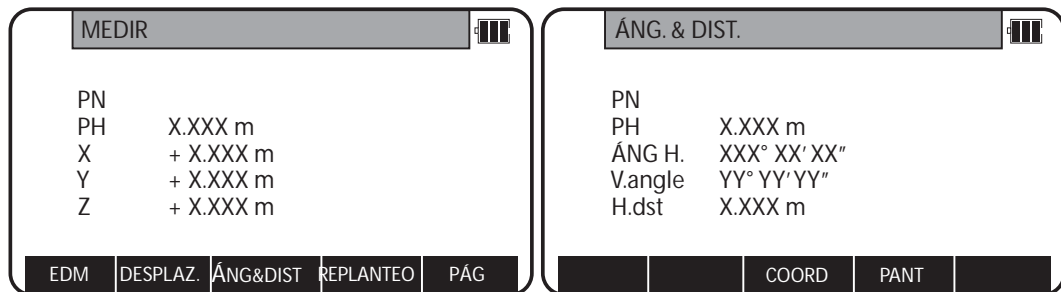 MEDIR
PN
PH X.XXX m
X + X.XXX m
Y + X.XXX m
Z + X.XXX m
EDM DESPLAZ. ÁNG&DIST REPLANTEO PÁG
ÁNG. & DIST.
PN
PH X.XXX m
ÁNG H. XXX° XX′ XX″
V.angle YY° YY′ YY″
H.dst X.XXX m
COORD PANT